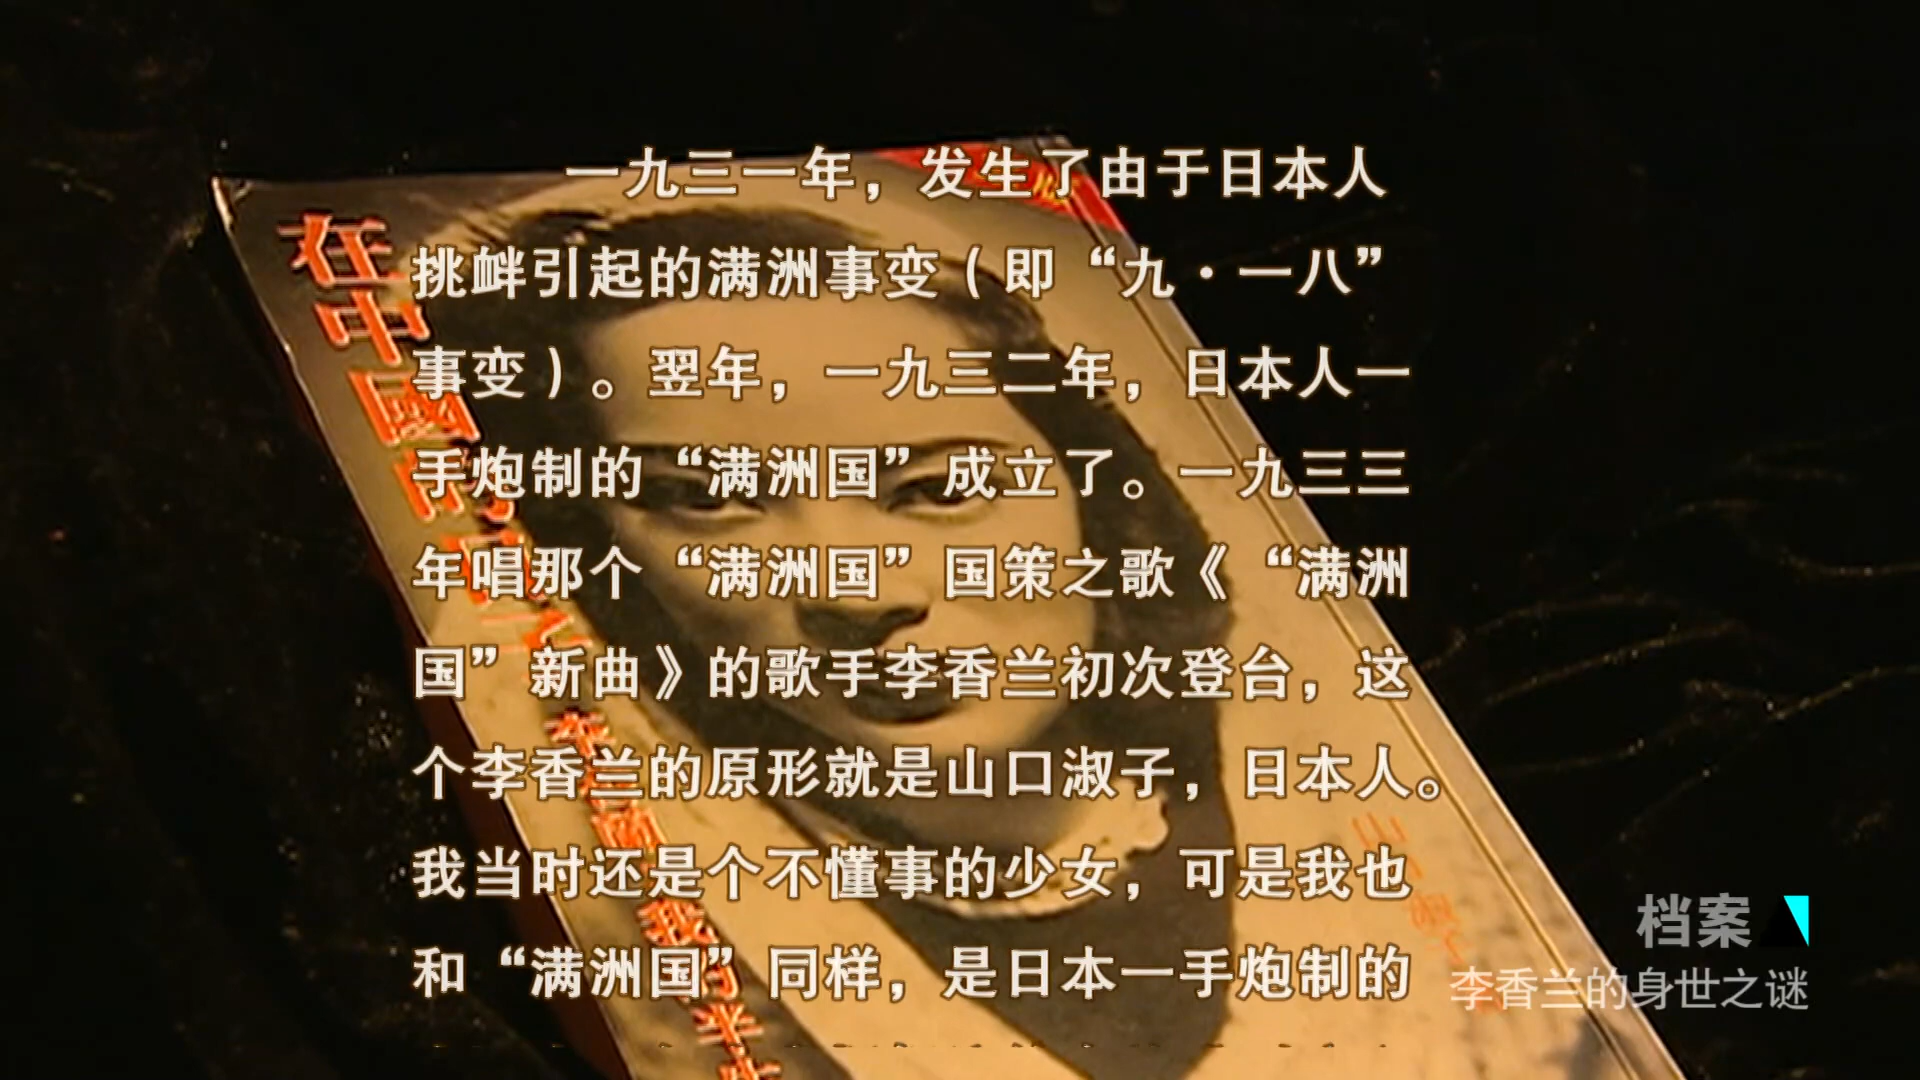 一九三一年，发生了由于日本人
挑衅引起的满洲事变（即“九·一八”
事变）。翌年，一九三二年，日本人一
手炮制的“满洲国”成立了。一九三三
年唱那个“满洲国”国策之歌《“满洲
国”新曲》的歌手李香兰初次登台，这
个李香兰的原形就是山口淑子，日本人。
我当时还是个不懂事的少女，可是我也
和“满洲国”同样，是日本一手炮制的
在中國的日
档案
李香兰的身世之谜